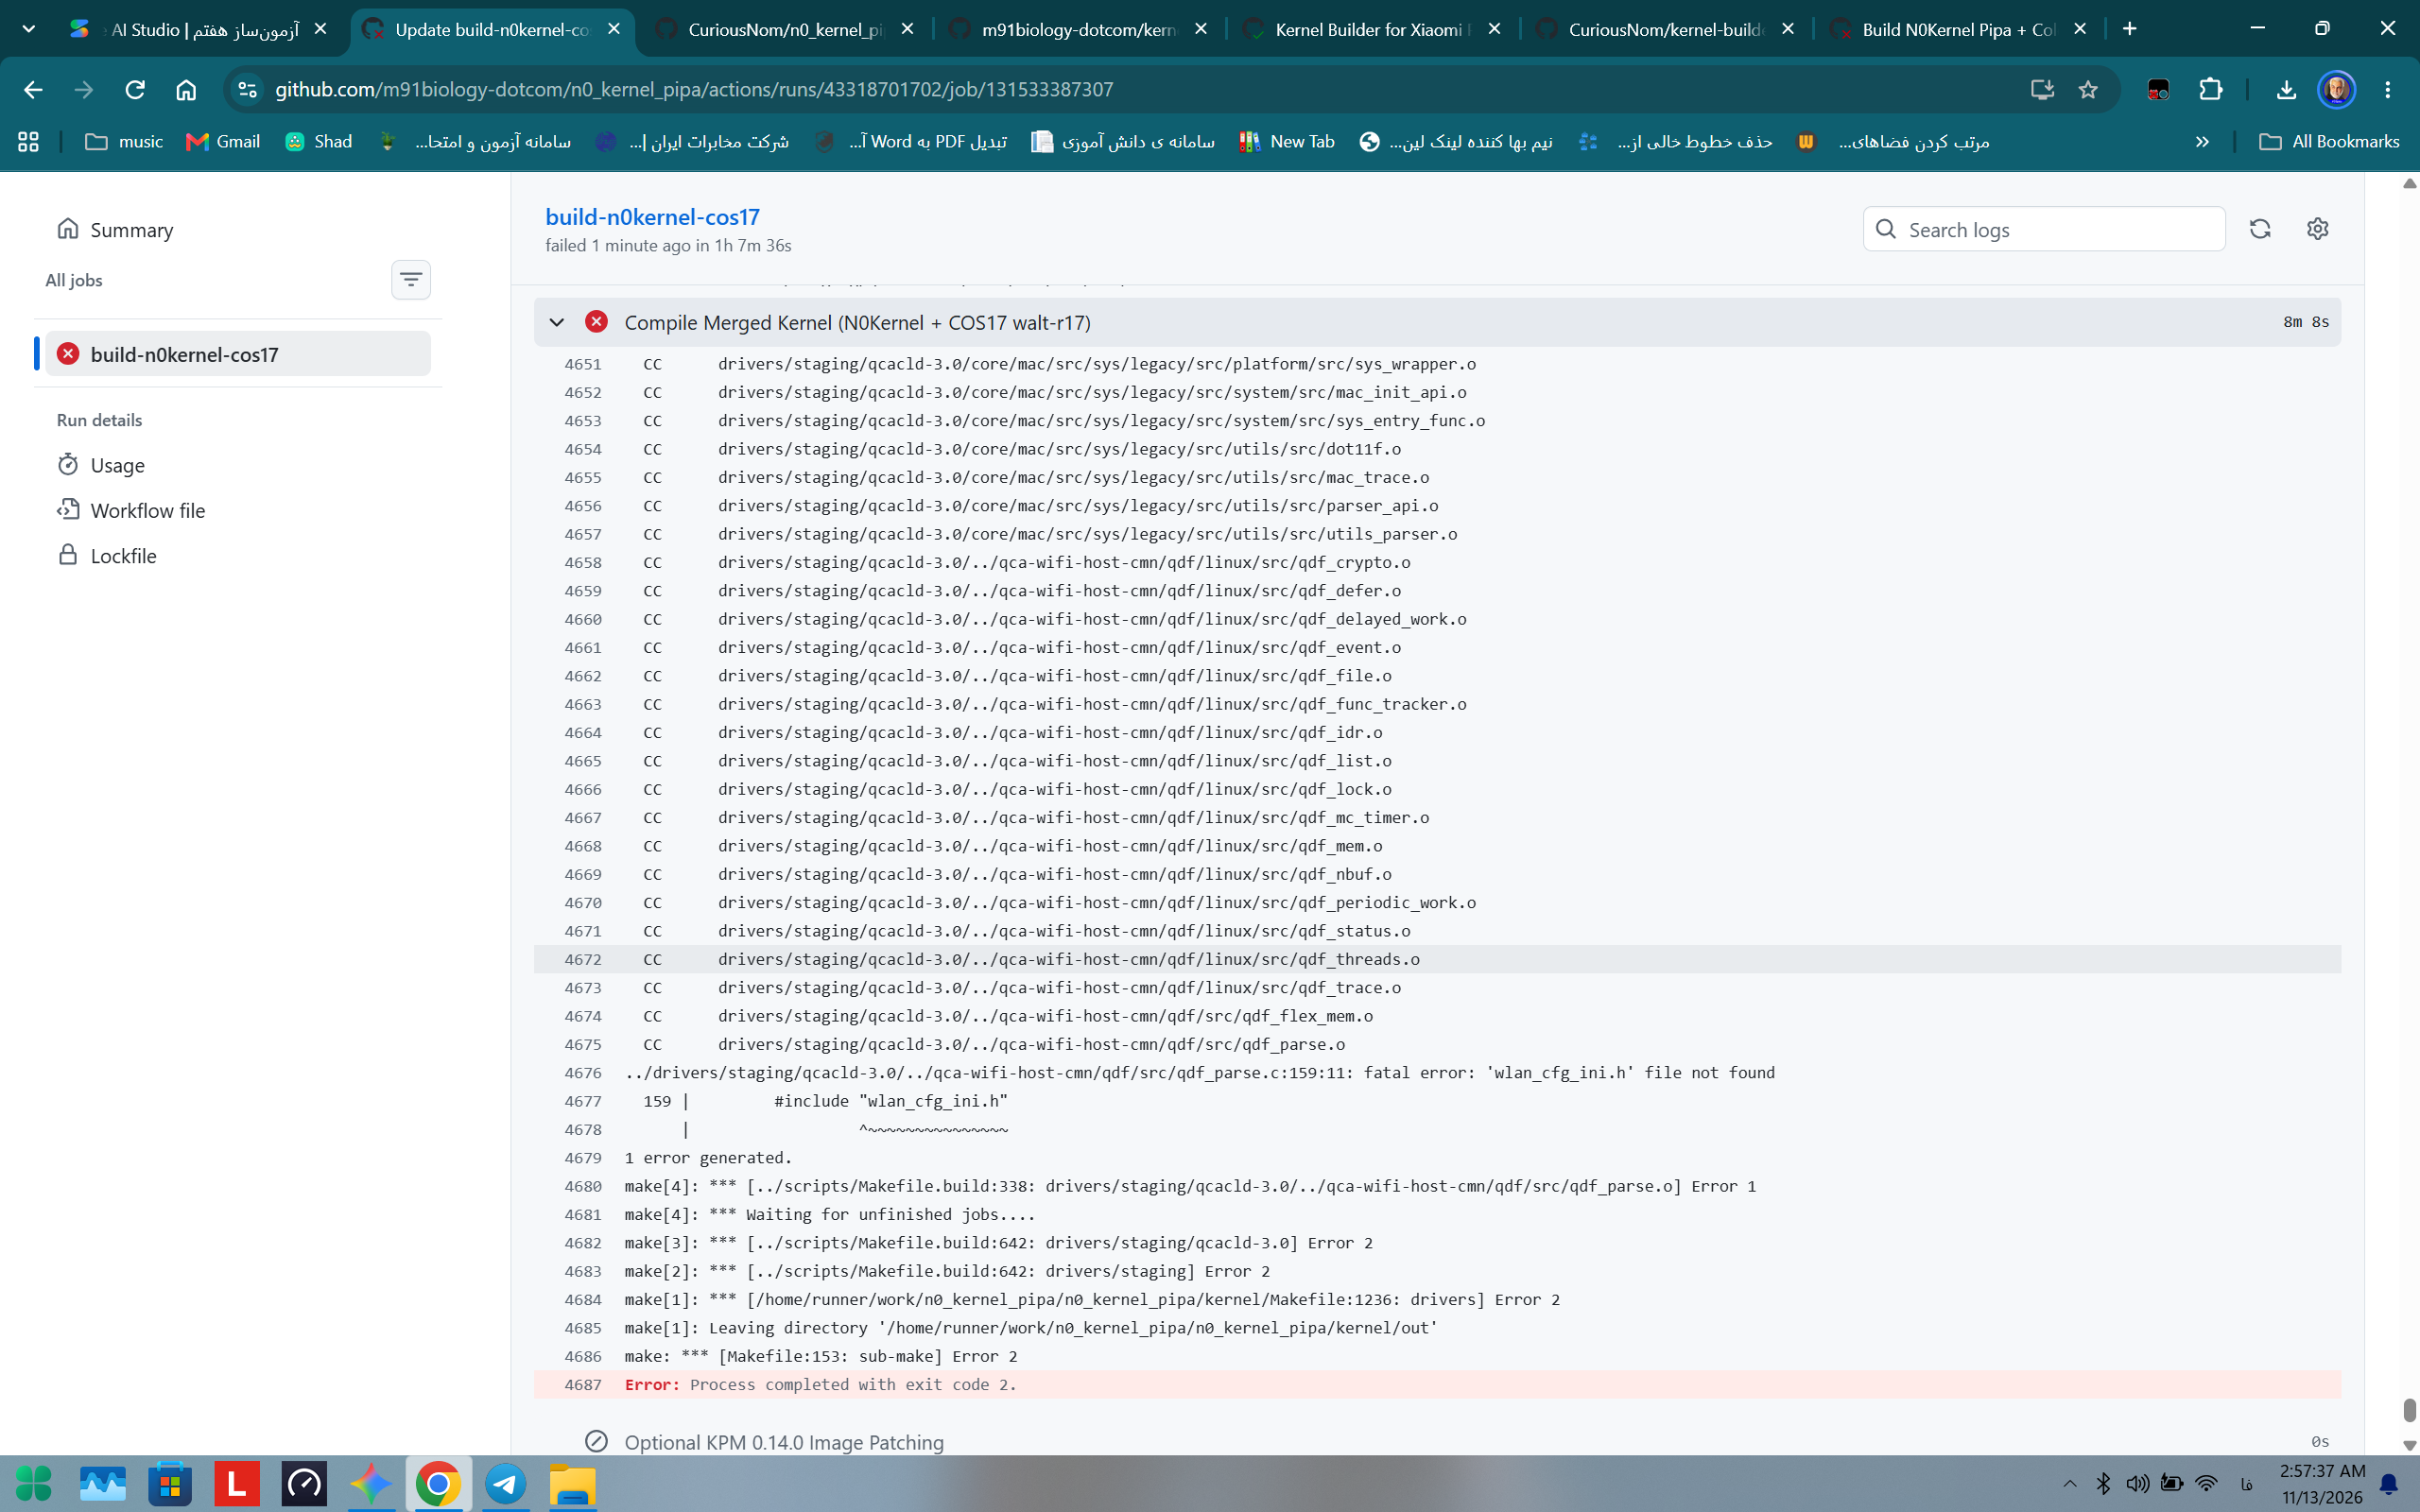 AI Studio | آزمون‌ساز هفتم
Update build-n0kernel-co
CuriousNom/n0_kernel_pi
m91biology-dotcom/kern
Kernel Builder for Xiaomi
CuriousNom/kernel-build
Build N0Kernel Pipa + Co
github.com/m91biology-dotcom/n0_kernel_pipa/actions/runs/43318701702/job/131533387307
music
Gmail
Shad
سامانه آزمون و امتحا...
شرکت مخابرات ایران |...
تبدیل PDF به Word آ...
سامانه ی دانش آموزی
New Tab
نیم بها کننده لینک لین...
حذف خطوط خالی از...
مرتب کردن فضاهای...
All Bookmarks
Summary
All jobs
build-n0kernel-cos17
Run details
Usage
Workflow file
Lockfile
build-n0kernel-cos17
failed 1 minute ago in 1h 7m 36s
Search logs
Compile Merged Kernel (N0Kernel + COS17 walt-r17)
8m 8s
4651 CC drivers/staging/qcacld-3.0/core/mac/src/sys/legacy/src/platform/src/sys_wrapper.o
4652 CC drivers/staging/qcacld-3.0/core/mac/src/sys/legacy/src/system/src/mac_init_api.o
4653 CC drivers/staging/qcacld-3.0/core/mac/src/sys/legacy/src/system/src/sys_entry_func.o
4654 CC drivers/staging/qcacld-3.0/core/mac/src/sys/legacy/src/utils/src/dot11f.o
4655 CC drivers/staging/qcacld-3.0/core/mac/src/sys/legacy/src/utils/src/mac_trace.o
4656 CC drivers/staging/qcacld-3.0/core/mac/src/sys/legacy/src/utils/src/parser_api.o
4657 CC drivers/staging/qcacld-3.0/core/mac/src/sys/legacy/src/utils/src/utils_parser.o
4658 CC drivers/staging/qcacld-3.0/../qca-wifi-host-cmn/qdf/linux/src/qdf_crypto.o
4659 CC drivers/staging/qcacld-3.0/../qca-wifi-host-cmn/qdf/linux/src/qdf_defer.o
4660 CC drivers/staging/qcacld-3.0/../qca-wifi-host-cmn/qdf/linux/src/qdf_delayed_work.o
4661 CC drivers/staging/qcacld-3.0/../qca-wifi-host-cmn/qdf/linux/src/qdf_event.o
4662 CC drivers/staging/qcacld-3.0/../qca-wifi-host-cmn/qdf/linux/src/qdf_file.o
4663 CC drivers/staging/qcacld-3.0/../qca-wifi-host-cmn/qdf/linux/src/qdf_func_tracker.o
4664 CC drivers/staging/qcacld-3.0/../qca-wifi-host-cmn/qdf/linux/src/qdf_idr.o
4665 CC drivers/staging/qcacld-3.0/../qca-wifi-host-cmn/qdf/linux/src/qdf_list.o
4666 CC drivers/staging/qcacld-3.0/../qca-wifi-host-cmn/qdf/linux/src/qdf_lock.o
4667 CC drivers/staging/qcacld-3.0/../qca-wifi-host-cmn/qdf/linux/src/qdf_mc_timer.o
4668 CC drivers/staging/qcacld-3.0/../qca-wifi-host-cmn/qdf/linux/src/qdf_mem.o
4669 CC drivers/staging/qcacld-3.0/../qca-wifi-host-cmn/qdf/linux/src/qdf_nbuf.o
4670 CC drivers/staging/qcacld-3.0/../qca-wifi-host-cmn/qdf/linux/src/qdf_periodic_work.o
4671 CC drivers/staging/qcacld-3.0/../qca-wifi-host-cmn/qdf/linux/src/qdf_status.o
4672 CC drivers/staging/qcacld-3.0/../qca-wifi-host-cmn/qdf/linux/src/qdf_threads.o
4673 CC drivers/staging/qcacld-3.0/../qca-wifi-host-cmn/qdf/linux/src/qdf_trace.o
4674 CC drivers/staging/qcacld-3.0/../qca-wifi-host-cmn/qdf/src/qdf_flex_mem.o
4675 CC drivers/staging/qcacld-3.0/../qca-wifi-host-cmn/qdf/src/qdf_parse.o
4676 ../drivers/staging/qcacld-3.0/../qca-wifi-host-cmn/qdf/src/qdf_parse.c:159:11: fatal error: 'wlan_cfg_ini.h' file not found
4677 159 | #include "wlan_cfg_ini.h"
4678 | ^~~~~~~~~~~~~~~~
4679 1 error generated.
4680 make[4]: *** [../scripts/Makefile.build:338: drivers/staging/qcacld-3.0/../qca-wifi-host-cmn/qdf/src/qdf_parse.o] Error 1
4681 make[4]: *** Waiting for unfinished jobs....
4682 make[3]: *** [../scripts/Makefile.build:642: drivers/staging/qcacld-3.0] Error 2
4683 make[2]: *** [../scripts/Makefile.build:642: drivers/staging] Error 2
4684 make[1]: *** [/home/runner/work/n0_kernel_pipa/n0_kernel_pipa/kernel/Makefile:1236: drivers] Error 2
4685 make[1]: Leaving directory '/home/runner/work/n0_kernel_pipa/n0_kernel_pipa/kernel/out'
4686 make: *** [Makefile:153: sub-make] Error 2
4687 Error: Process completed with exit code 2.
Optional KPM 0.14.0 Image Patching
0s
L
فا
2:57:37 AM
11/13/2026